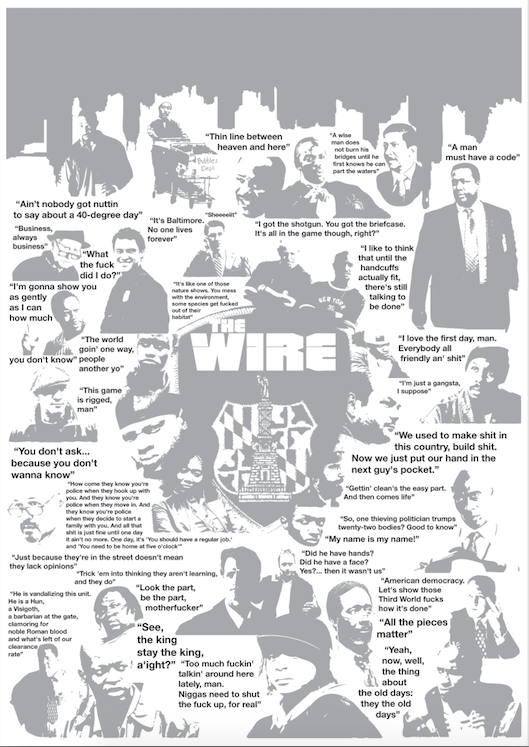 "Thin line between
heaven and here"
"A wise
man does
not burn his
bridges until he
first knows he can
part the waters"
"A man
must have a code"
Bubbles
Depo
"Ain't nobody got nuttin
to say about a 40-degree day"
"Business,
always
business"
"It's Baltimore.
No one lives
forever"
"Sheeeeit"
"I got the shotgun. You got the briefcase.
It's all in the game though, right?"
"What
the fuck
did I do?"
"I like to think
that until the
handcuffs
actually fit,
there's still
talking to
be done"
"I'm gonna show you
as gently
as I can
how much
you don't know"
"It's like one of those
nature shows. You mess
with the environment,
some species get fucked
out of their
habitat"
NEW YORK
THE
WIRE
"The world
goin' one way,
people
another yo"
"I love the first day, man.
Everybody all
friendly an' shit"
"This game
is rigged,
man"
"I'm just a gangsta,
I suppose"
"You don't ask...
because you don't
wanna know"
"We used to make shit in
this country, build shit.
Now we just put our hand in the
next guy's pocket."
"How come they know you're
police when they hook up with
you. And they know you're
police when they move in. And
they know you're police
when they decide to start a
family with you. And all that
shit is just fine until one day
it ain't no more. One day, it's 'You should have a regular job.'
and 'You need to be home at five o'clock'"
"Gettin' clean's the easy part.
And then comes life"
"So, one thieving politician trumps
twenty-two bodies? Good to know"
"My name is my name!"
"Just because they're in the street doesn't mean
they lack opinions"
"Did he have hands?
Did he have a face?
Yes?... then it wasn't us"
"Trick 'em into thinking they aren't learning,
and they do"
"American democracy.
Let's show those
Third World fucks
how it's done"
"He is vandalizing this unit.
He is a Hun,
a Visigoth,
a barbarian at the gate,
clamoring for
noble Roman blood
and what's left of our
clearance
rate"
"Look the part,
be the part,
motherfucker"
"All the pieces
matter"
"See,
the king
stay the king,
a'ight?"
"Too much fuckin'
talkin' around here
lately, man.
Niggas need to shut
the fuck up, for real"
"Yeah,
now, well,
the thing
about
the old days:
they the old
days"